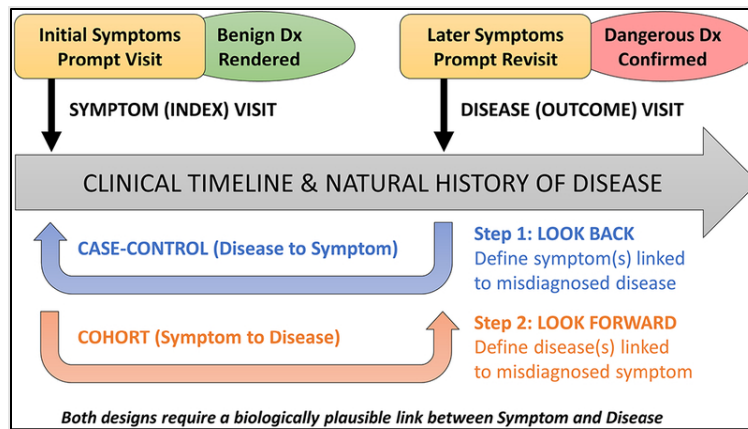 Initial Symptoms
Prompt Visit
Benign Dx
Rendered
Later Symptoms
Prompt Revisit
Dangerous Dx
Confirmed
SYMPTOM (INDEX) VISIT
DISEASE (OUTCOME) VISIT
CLINICAL TIMELINE & NATURAL HISTORY OF DISEASE
CASE-CONTROL (Disease to Symptom)
Step 1: LOOK BACK
Define symptom(s) linked
to misdiagnosed disease
COHORT (Symptom to Disease)
Step 2: LOOK FORWARD
Define disease(s) linked
to misdiagnosed symptom
Both designs require a biologically plausible link between Symptom and Disease